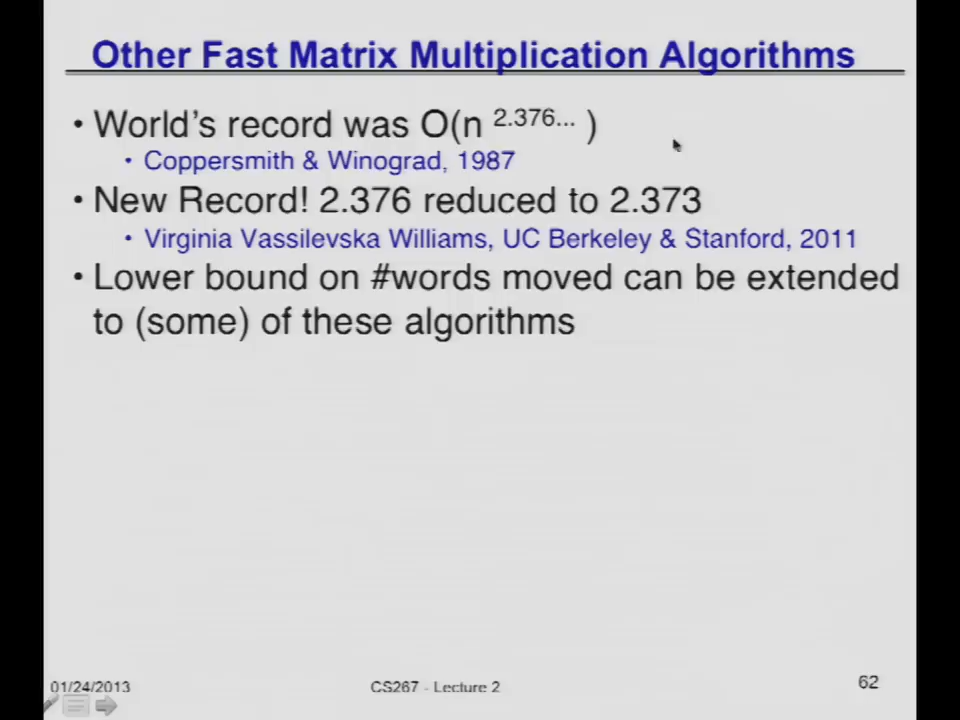 Other Fast Matrix Multiplication Algorithms
• World's record was O(n 2.376... )
• Coppersmith & Winograd, 1987
• New Record! 2.376 reduced to 2.373
• Virginia Vassilevska Williams, UC Berkeley & Stanford, 2011
• Lower bound on #words moved can be extended
to (some) of these algorithms
01/24/2013
CS267 - Lecture 2
62